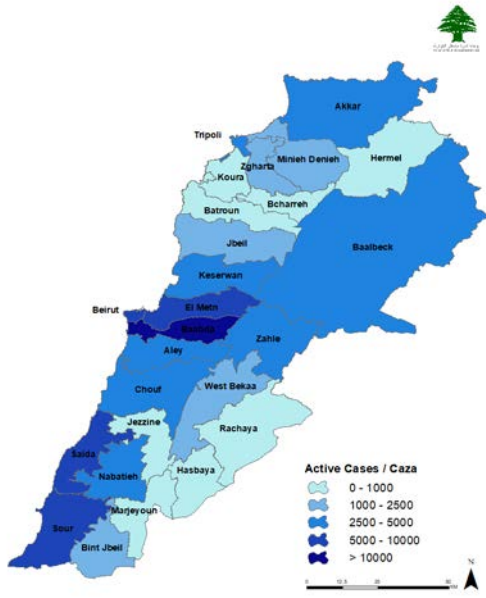 Akkar
Tripoli
Hermel
Zgharta
Minieh Denieh
Koura
Bcharreh
Batroun
Jbeil
Baalbeck
Keserwan
El Metn
Beirut
Baabda
Zahle
Aley
West Bekaa
Chouf
Jezzine
Rachaya
Saida
Hasbaya
Nabatieh
Marjeyoun
Sour
Bint Jbeil
Active Cases / Caza
0 - 1000
1000 - 2500
2500 - 5000
5000 - 10000
> 10000
N
0